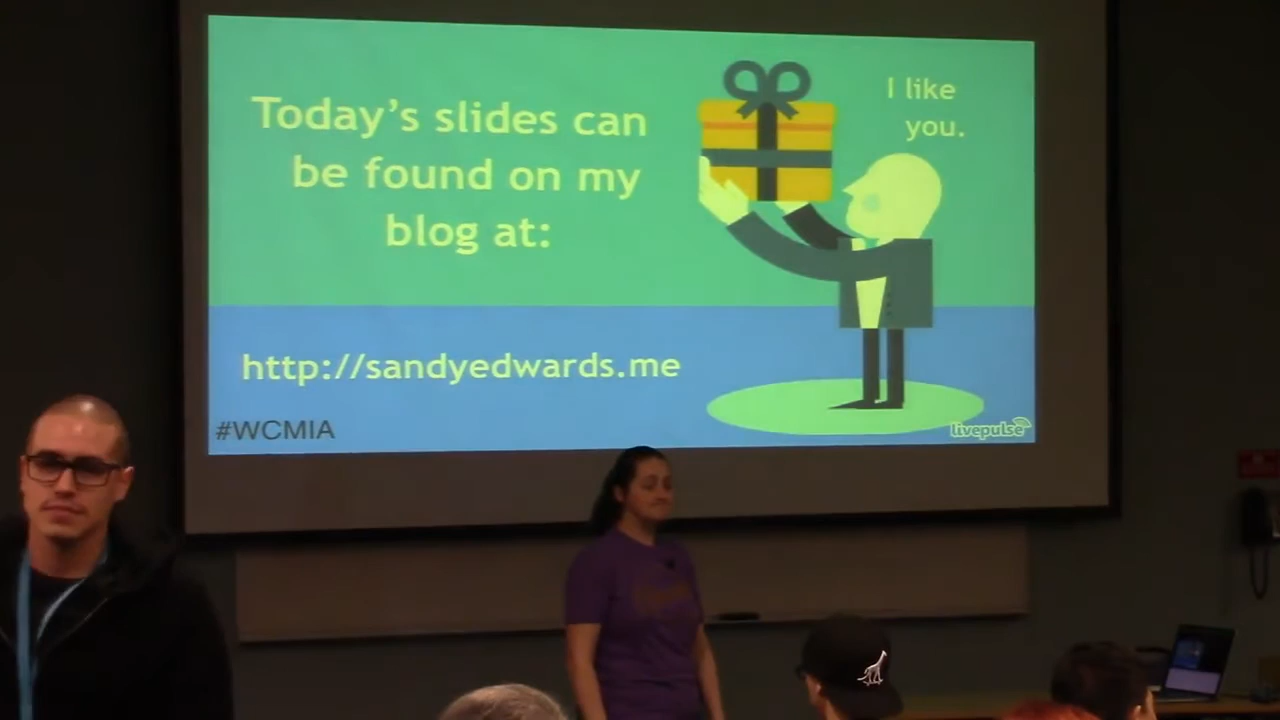 Today's slides can
be found on my
blog at:
I like
you.
http://sandyedwards.me
#WCMIA
livepulse